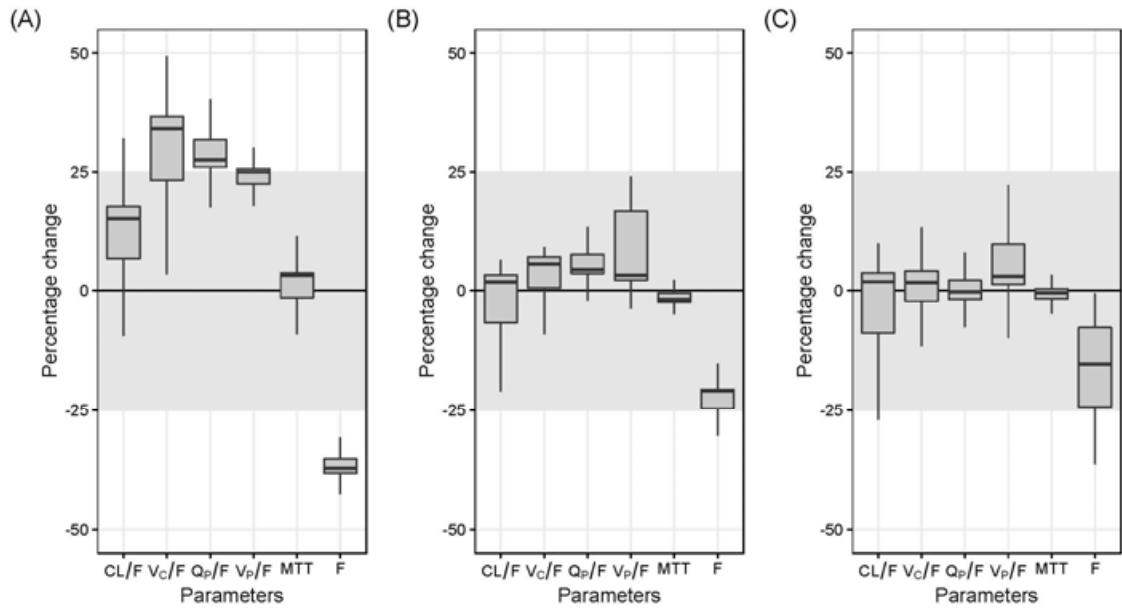 (A)
Percentage change
50
25
0
-25
-50
CL/F V_C/F Q_P/F V_P/F MTT F
Parameters
(B)
Percentage change
50
25
0
-25
-50
CL/F V_C/F Q_P/F V_P/F MTT F
Parameters
(C)
Percentage change
50
25
0
-25
-50
CL/F V_C/F Q_P/F V_P/F MTT F
Parameters